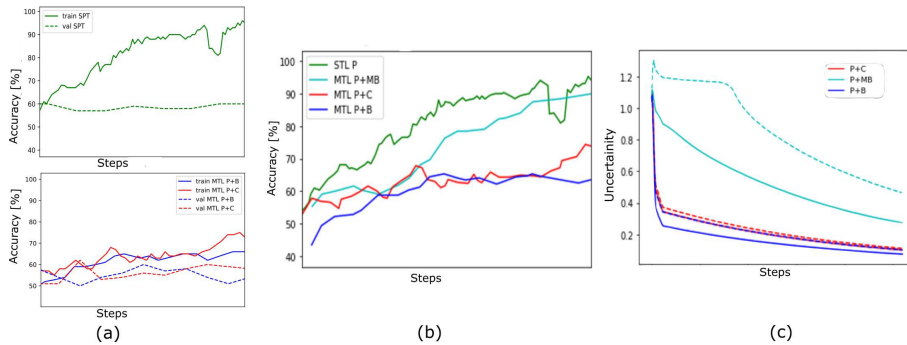 train SPT
val SPT
100
90
80
70
60
50
40
Accuracy [%]
Steps
train MTL P+B
train MTL P+C
val MTL P+B
val MTL P+C
100
90
80
70
60
50
Accuracy [%]
Steps
(a)
STL P
MTL P+MB
MTL P+C
MTL P+B
100
90
80
70
60
50
40
Accuracy [%]
Steps
(b)
P+C
P+MB
P+B
1.2
1.0
0.8
0.6
0.4
0.2
Uncertainity
Steps
(c)